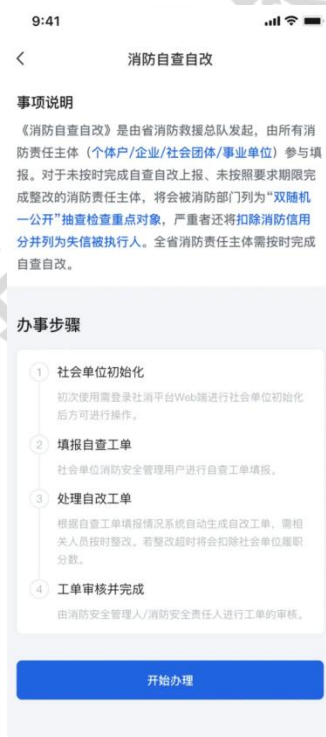 9:41
消防自查自改
事项说明
《消防自查自改》是由省消防救援总队发起，由所有消
防责任主体（个体户/企业/社会团体/事业单位）参与填
报。对于未按时完成自查自改上报、未按照要求期限完
成整改的消防责任主体，将会被消防部门列为“双随机
一公开”抽查检查重点对象，严重者还将扣除消防信用
分并列为失信被执行人。全省消防责任主体需按时完成
自查自改。
办事步骤
1 社会单位初始化
初次使用需登录社消平台Web端进行社会单位初始化
后方可进行操作。
2 填报自查工单
社会单位消防安全管理用户进行自查工单填报。
3 处理自改工单
根据自查工单填报情况系统自动生成自改工单，需相
关人员按时整改。若整改超时将会扣除社会单位履职
分数。
4 工单审核并完成
由消防安全管理人/消防安全责任人进行工单的审核。
开始办理